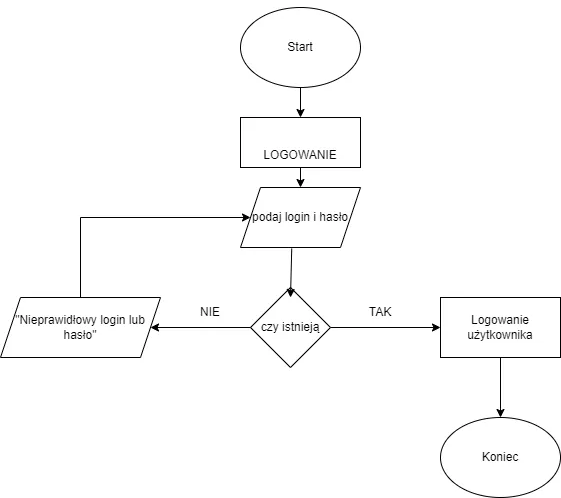 Start
LOGOWANIE
podaj login i hasło
NIE
TAK
"Nieprawidłowy login lub
hasło"
czy istnieją
Logowanie
użytkownika
Koniec